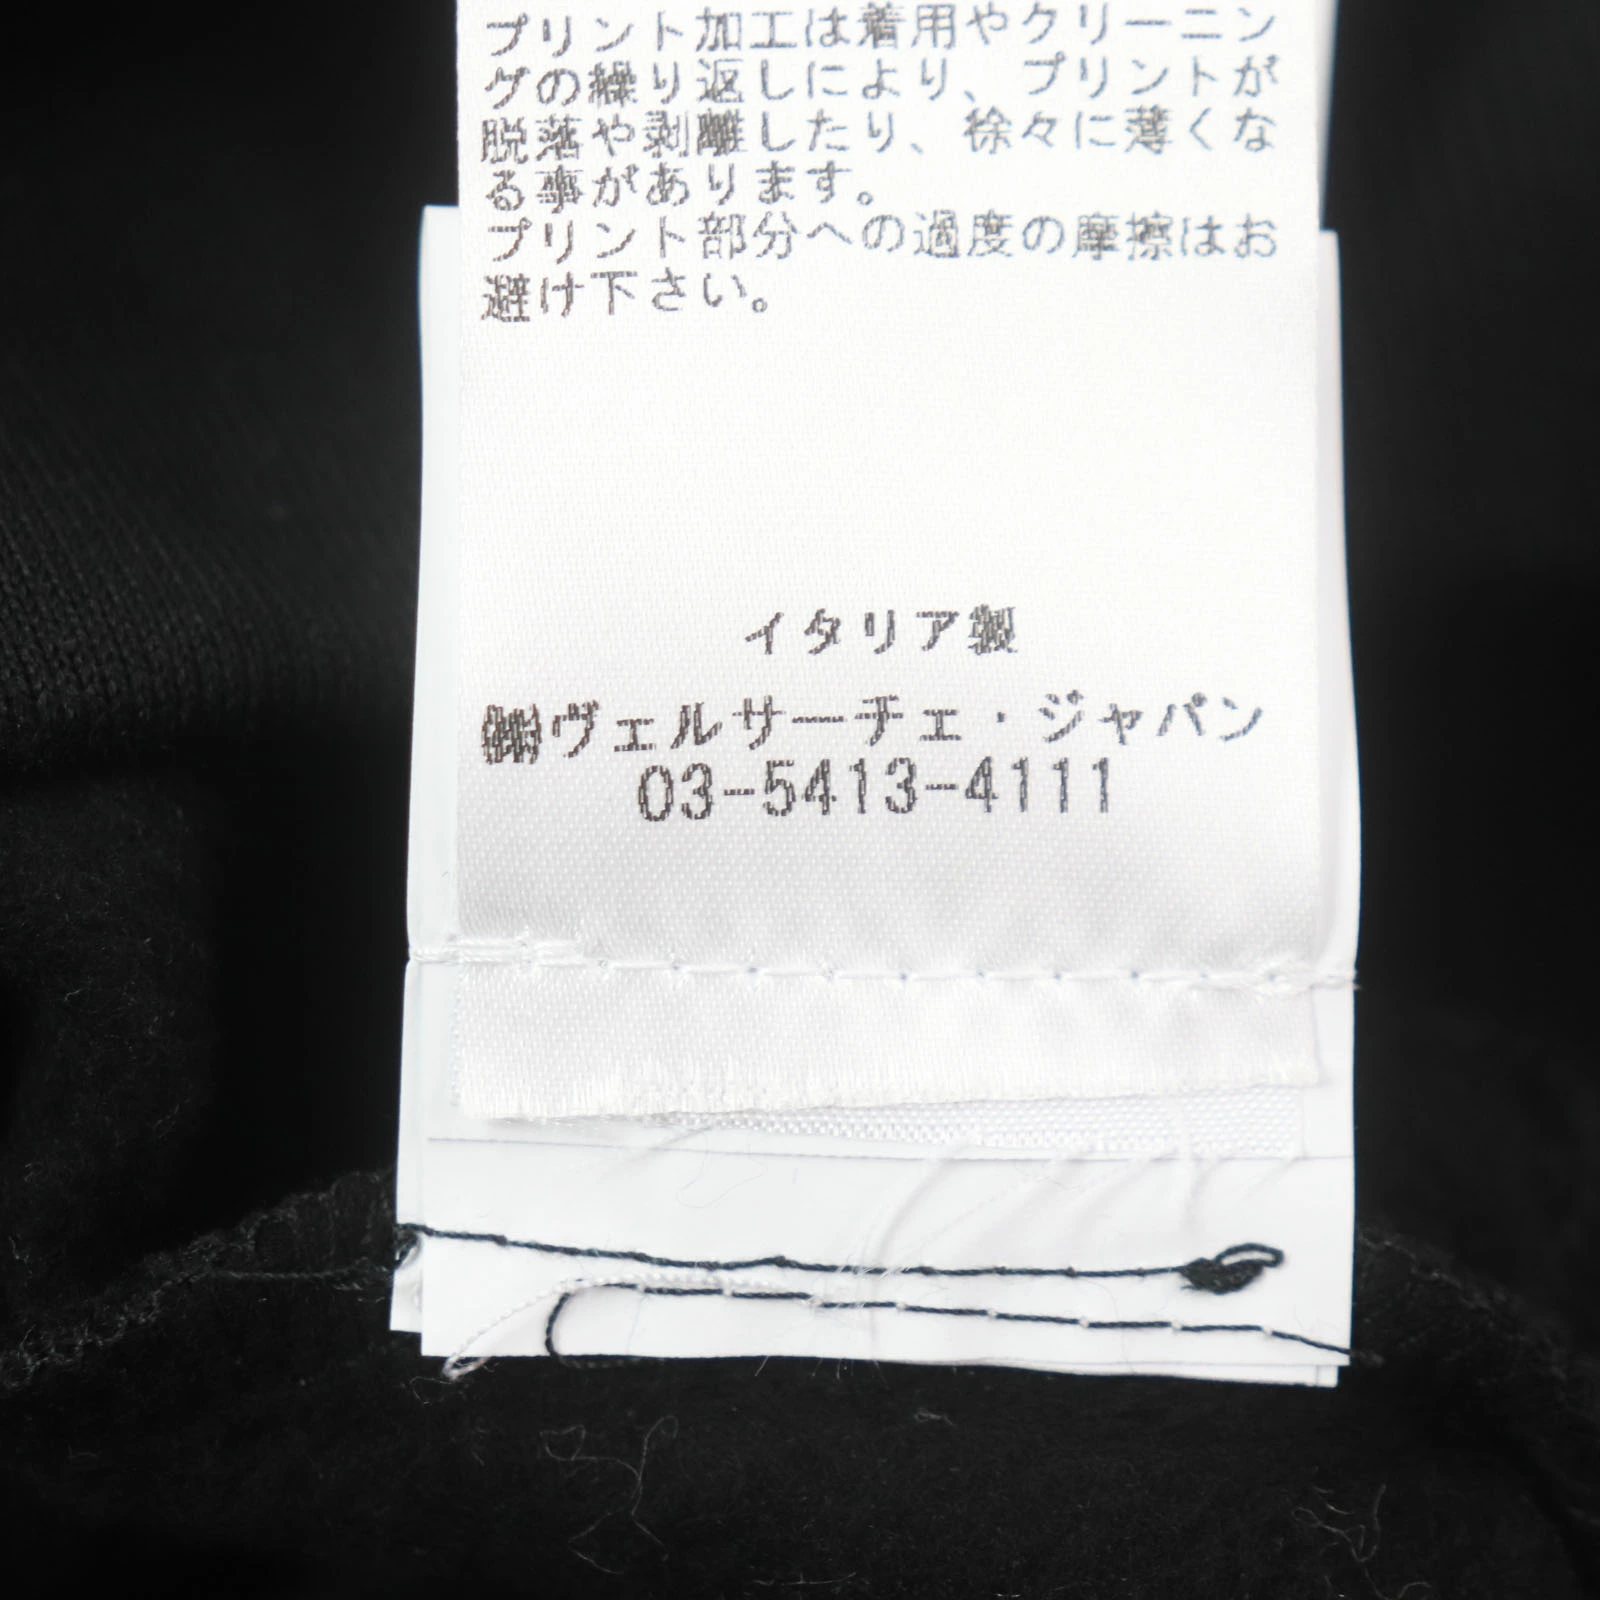 プリント加工は着用やクリーニン
グの繰り返しにより、プリントが
脱落や剥離したり、徐々に薄くな
る事があります。
プリント部分への過度の摩擦はお
避け下さい。
イタリア製
㈱ヴェルサーチェ・ジャパン
03-5413-4111